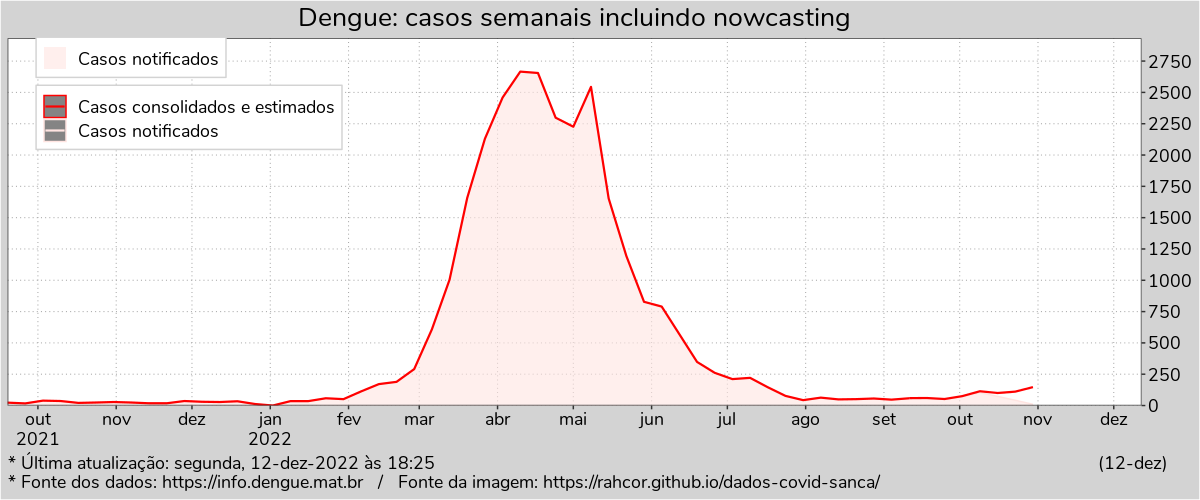 Dengue: casos semanais incluindo nowcasting
Casos notificados
Casos consolidados e estimados
Casos notificados
2750
2500
2250
2000
1750
1500
1250
1000
750
500
250
0
out nov dez jan fev mar abr mai jun jul ago set out nov dez
2021 2022
* Última atualização: segunda, 12-dez-2022 às 18:25 (12-dez)
* Fonte dos dados: https://info.dengue.mat.br / Fonte da imagem: https://rahcor.github.io/dados-covid-sanca/